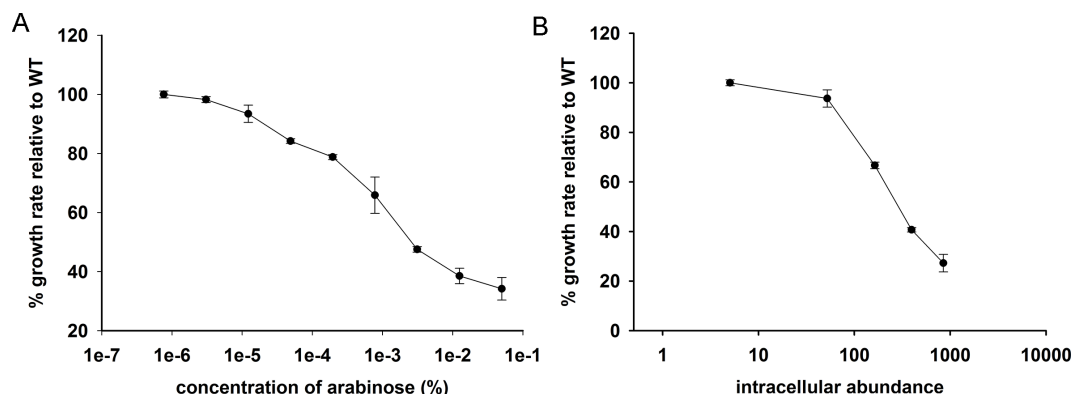 A
% growth rate relative to WT
120
100
80
60
40
20
1e-7 1e-6 1e-5 1e-4 1e-3 1e-2 1e-1
concentration of arabinose (%)
B
% growth rate relative to WT
120
100
80
60
40
20
0
1 10 100 1000 10000
intracellular abundance